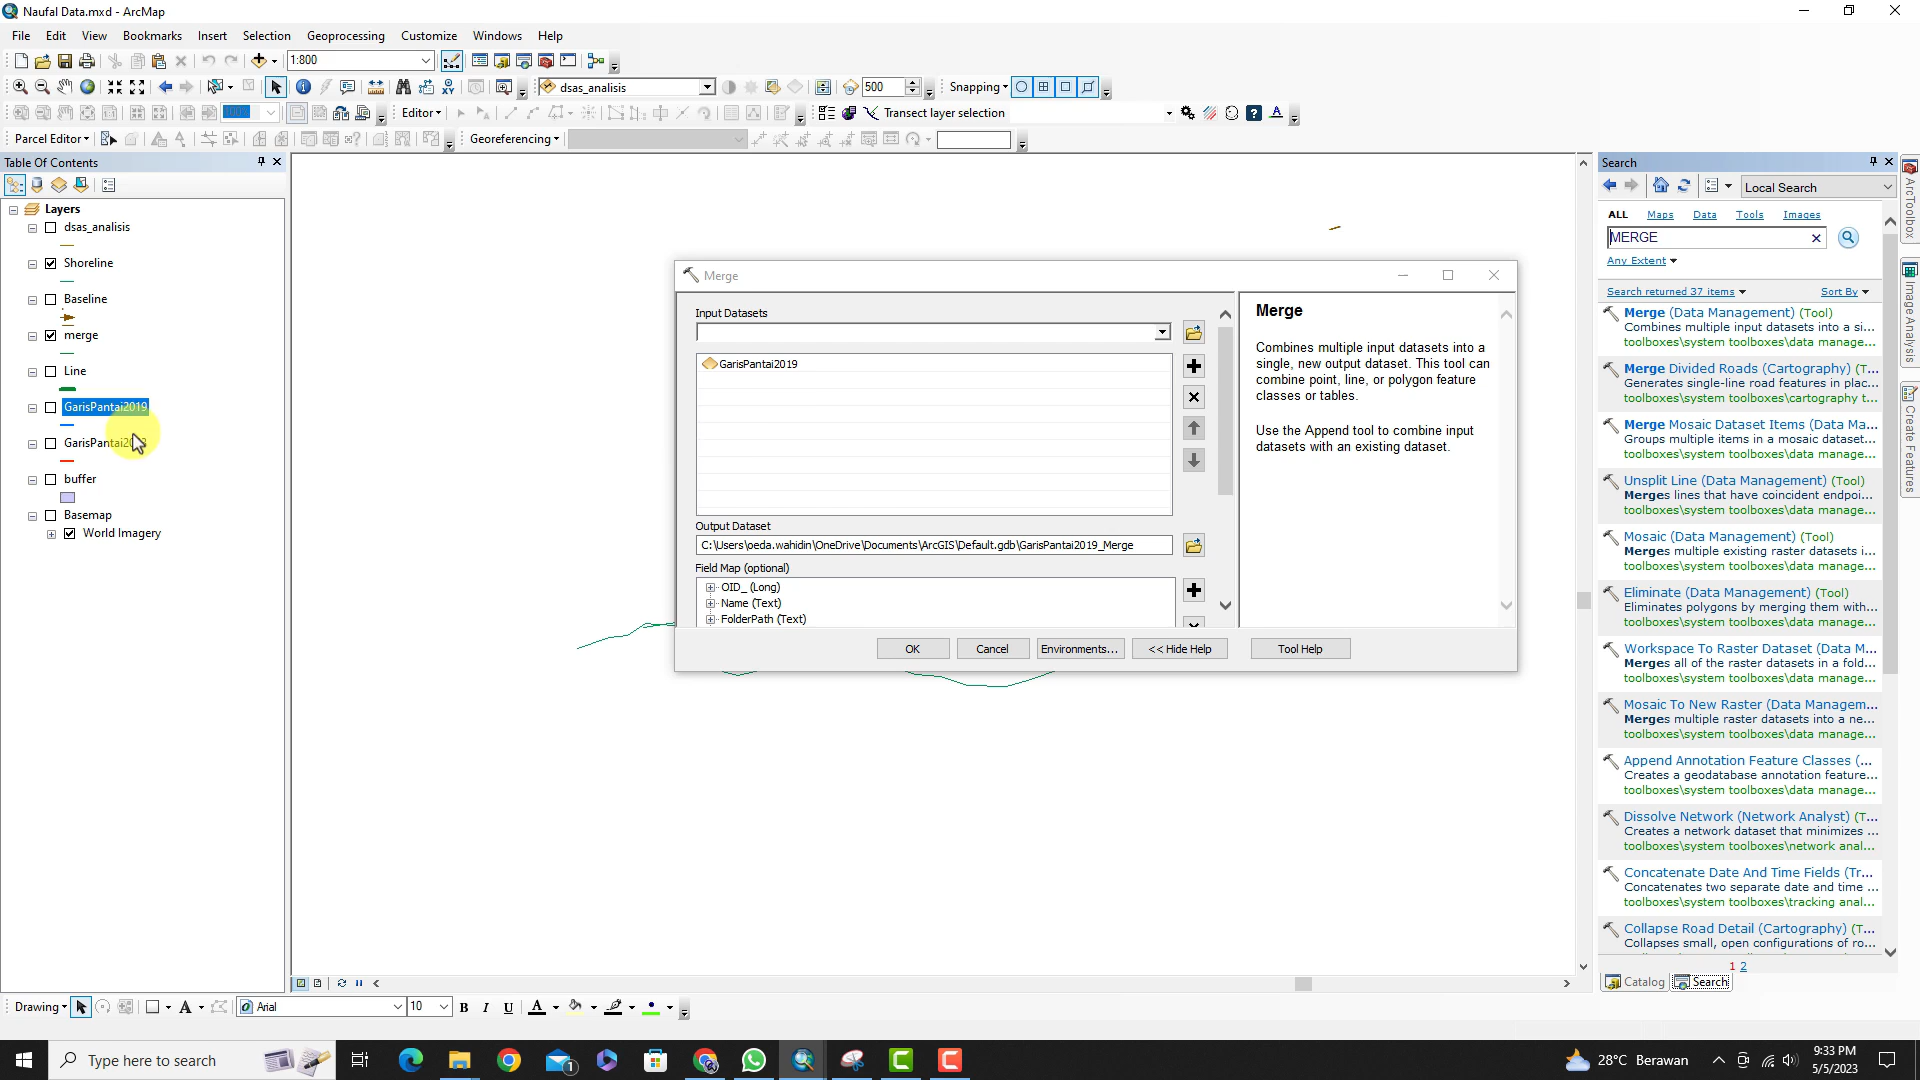 Naufal Data.mxd - ArcMap
File Edit View Bookmarks Insert Selection Geoprocessing Customize Windows Help
1:800
dsas_analisis 500 Snapping
100% Editor Transect layer selection
Parcel Editor Georeferencing
Table Of Contents
Layers
dsas_analisis
Shoreline
Baseline
merge
Line
GarisPantai2019
buffer
Basemap
World Imagery
Merge
Input Datasets
GarisPantai2019
Output Dataset
C:\Users\oeda.wahidin\OneDrive\Documents\ArcGIS\Default.gdb\GarisPantai2019_Merge
Field Map (optional)
OID_ (Long)
Name (Text)
FolderPath (Text)
OK Cancel Environments... << Hide Help Tool Help
Merge
Combines multiple input datasets into a
single, new output dataset. This tool can
combine point, line, or polygon feature
classes or tables.
Use the Append tool to combine input
datasets with an existing dataset.
Search
Local Search
ALL Maps Data Tools Images
MERGE
Any Extent
Search returned 37 items Sort By
Merge (Data Management) (Tool)
Combines multiple input datasets into a si...
toolboxes\system toolboxes\data manage...
Merge Divided Roads (Cartography) (T...
Generates single-line road features in plac...
toolboxes\system toolboxes\cartography t...
Merge Mosaic Dataset Items (Data Ma...
Groups multiple items in a mosaic dataset...
toolboxes\system toolboxes\data manage...
Unsplit Line (Data Management) (Tool)
Merges lines that have coincident endpoi...
toolboxes\system toolboxes\data manage...
Mosaic (Data Management) (Tool)
Merges multiple existing raster datasets i...
toolboxes\system toolboxes\data manage...
Eliminate (Data Management) (Tool)
Eliminates polygons by merging them with...
toolboxes\system toolboxes\data manage...
Workspace To Raster Dataset (Data M...
Merges all of the raster datasets in a fold...
toolboxes\system toolboxes\data manage...
Mosaic To New Raster (Data Managem...
Merges multiple raster datasets into a ne...
toolboxes\system toolboxes\data manage...
Append Annotation Feature Classes (...
Creates a geodatabase annotation feature...
toolboxes\system toolboxes\data manage...
Dissolve Network (Network Analyst) (T...
Creates a network dataset that minimizes ...
toolboxes\system toolboxes\network anal...
Concatenate Date And Time Fields (Tr...
Concatenates two separate date and time ...
toolboxes\system toolboxes\tracking anal...
Collapse Road Detail (Cartography) (T...
Collapses small, open configurations of ro...
1 2
Catalog Search
ArcToolbox
Image Analysis
Create Features
Drawing A Arial 10 B I U A
Type here to search
1
28°C Berawan
9:33 PM
5/5/2023